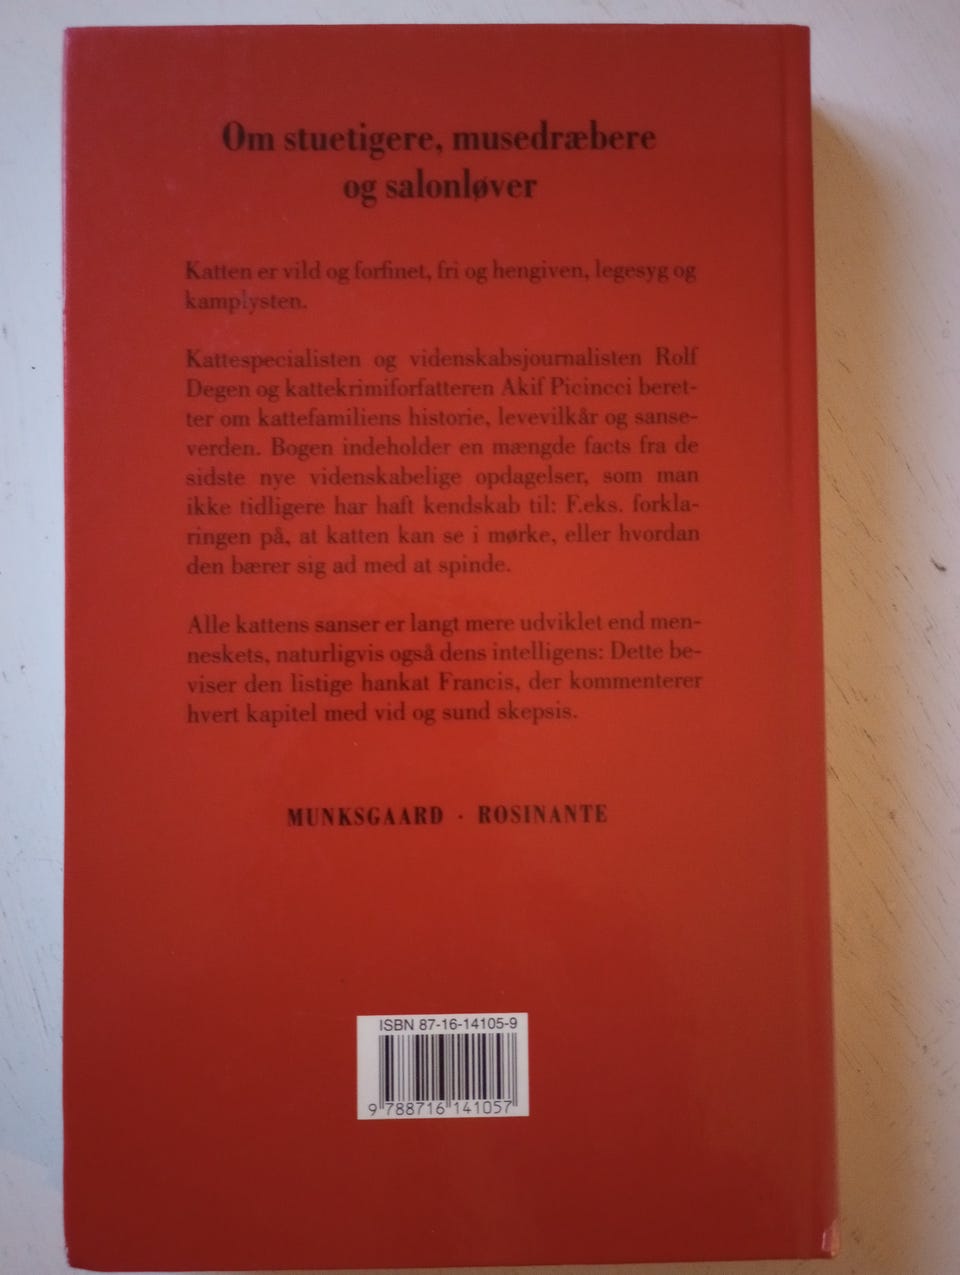 Om stuetigere, musedræbere
og salonløver
Katten er vild og forfinet, fri og hengiven, legesyg og
kamplysten.
Kattespecialisten og videnskabsjournalisten Rolf
Degen og kattekrimiforfatteren Akif Picincci beret-
ter om kattefamiliens historie, levevilkår og sanse-
verden. Bogen indeholder en mængde facts fra de
sidste nye videnskabelige opdagelser, som man
ikke tidligere har haft kendskab til: F.eks. forkla-
ringen på, at katten kan se i mørke, eller hvordan
den bærer sig ad med at spinde.
Alle kattens sanser er langt mere udviklet end men-
neskets, naturligvis også dens intelligens: Dette be-
viser den listige hankat Francis, der kommenterer
hvert kapitel med vid og sund skepsis.
MUNKSGAARD · ROSINANTE
ISBN 87-16-14105-9
9 788716 141057